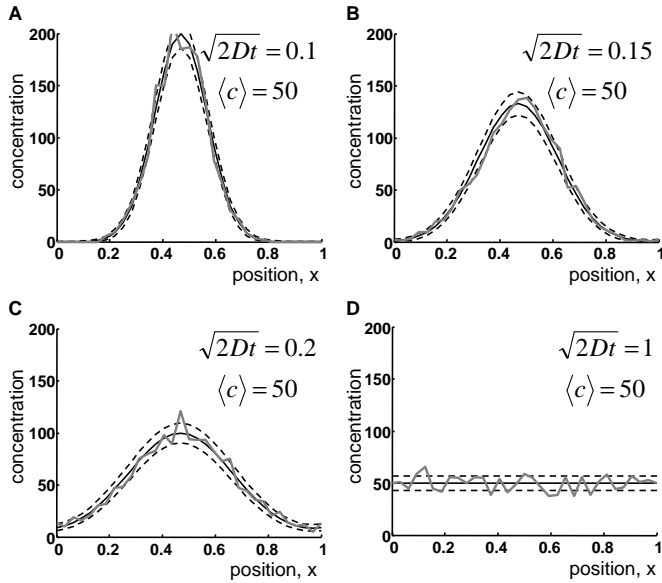 A
200
150
100
50
0
concentration
0
0.2
0.4
0.6
0.8
1
position, x
√2Dt = 0.1
⟨c⟩ = 50
B
200
150
100
50
0
concentration
0
0.2
0.4
0.6
0.8
1
position, x
√2Dt = 0.15
⟨c⟩ = 50
C
200
150
100
50
0
concentration
0
0.2
0.4
0.6
0.8
1
position, x
√2Dt = 0.2
⟨c⟩ = 50
D
200
150
100
50
0
concentration
0
0.2
0.4
0.6
0.8
1
position, x
√2Dt = 1
⟨c⟩ = 50